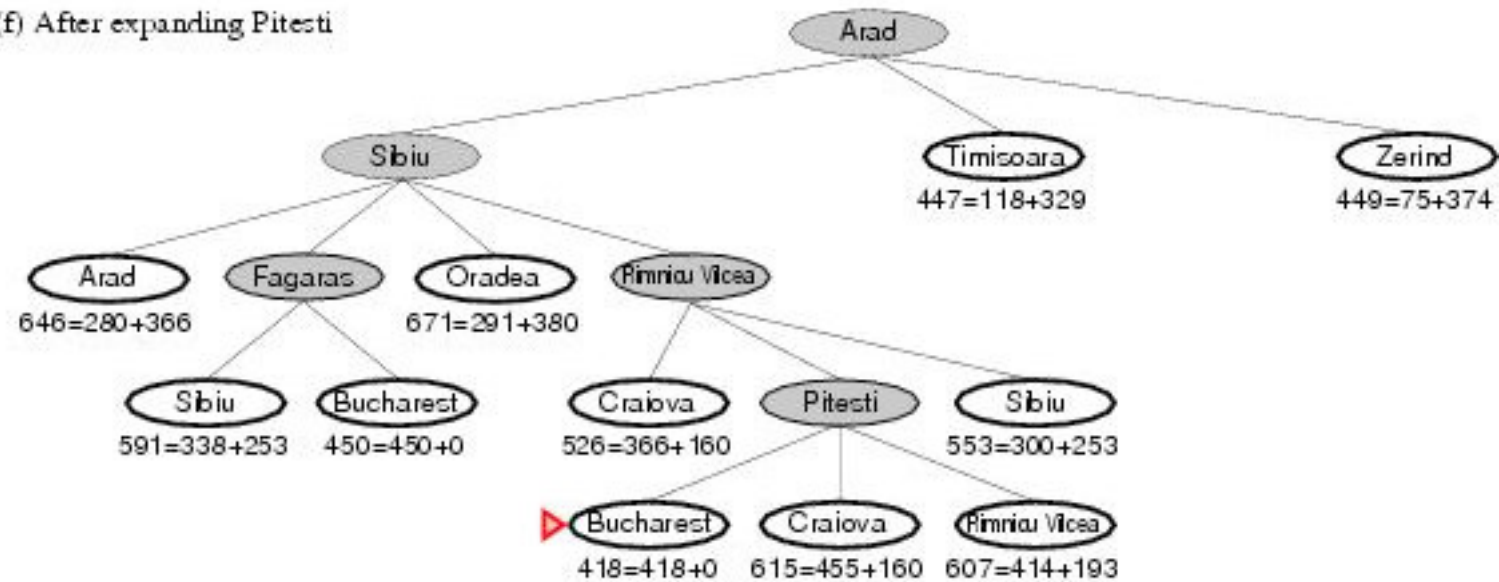 f) After expanding Pitesti
Arad
Sibiu
Timisoara
Zerind
447=118+329
449=75+374
Arad
Fagaras
Oradea
Rimnicu Vilcea
646=280+366
671=291+380
Sibiu
Bucharest
Craiova
Pitesti
Sibiu
591=338+253
450=450+0
526=366+160
553=300+253
Bucharest
Craiova
Rimnicu Vilcea
418=418+0
615=455+160
607=414+193